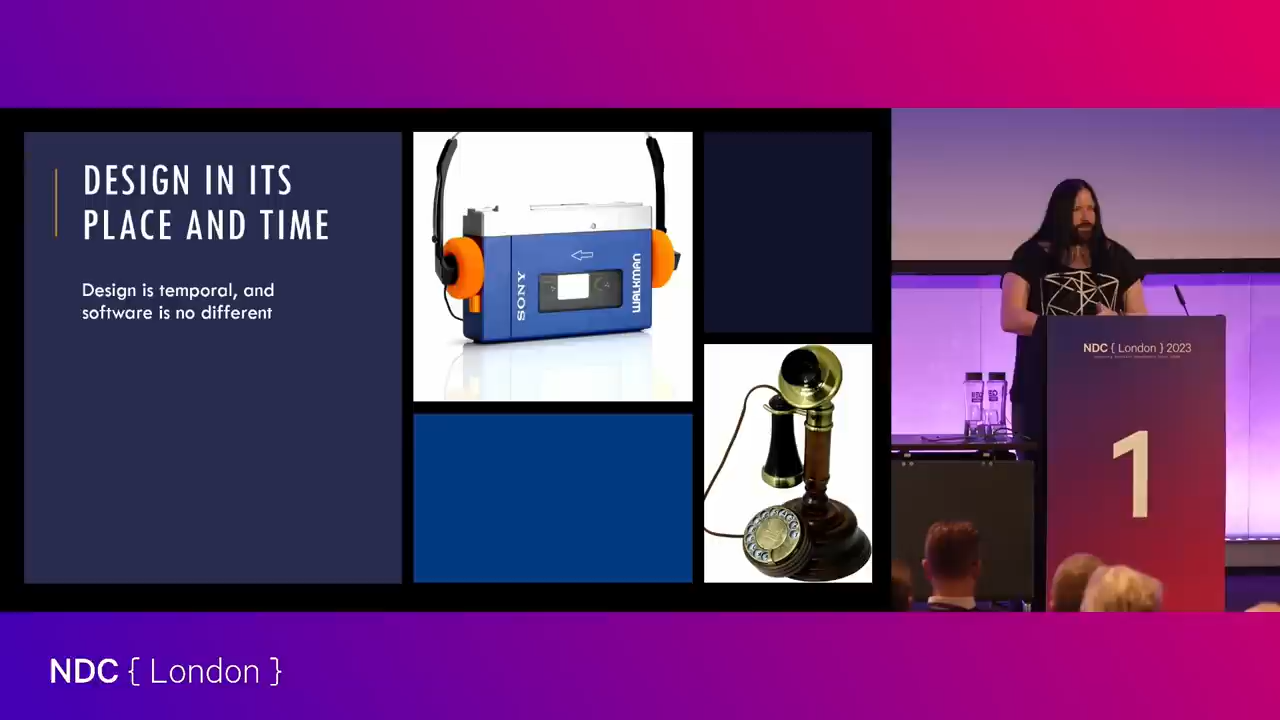 DESIGN IN ITS
PLACE AND TIME
Design is temporal, and
software is no different
SONY
WALKMAN
NDC { London } 2023
1
NDC { London }